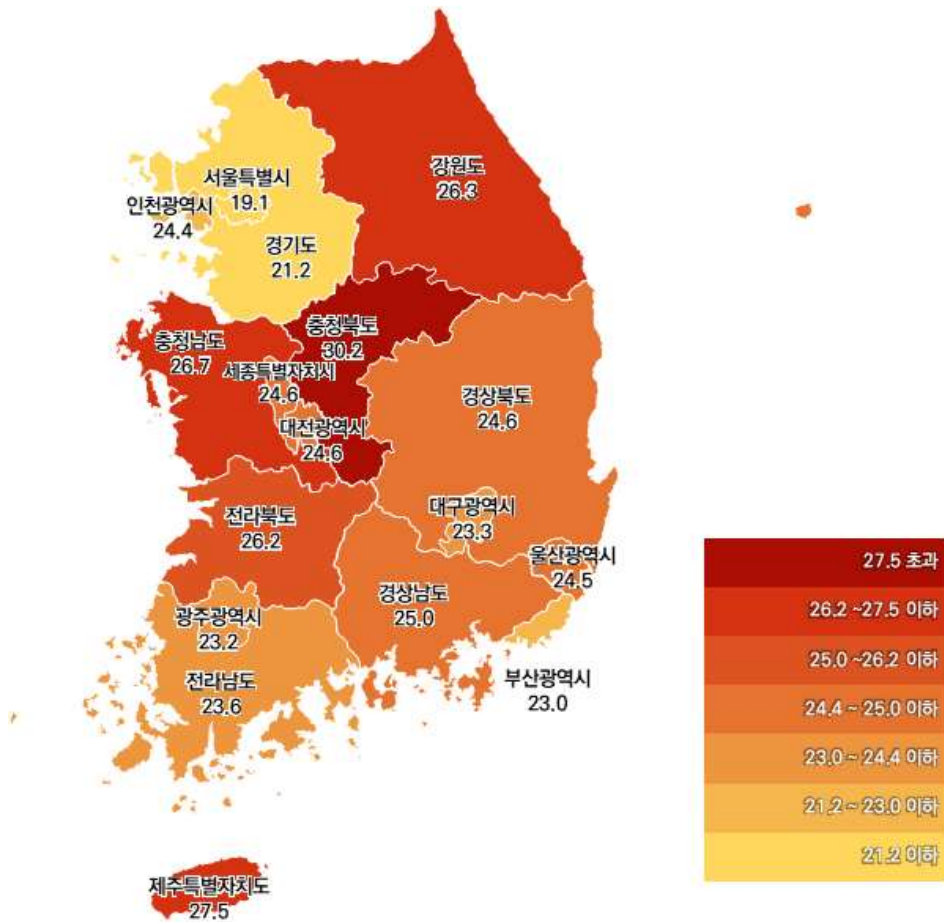 강원도
26.3
서울특별시
19.1
인천광역시
24.4
경기도
21.2
충청북도
30.2
충청남도
26.7
세종특별자치시
24.6
대전광역시
24.6
경상북도
24.6
전라북도
26.2
대구광역시
23.3
울산광역시
24.5
경상남도
25.0
광주광역시
23.2
전라남도
23.6
부산광역시
23.0
제주특별자치도
27.5
27.5 초과
26.2 ~27.5 이하
25.0 ~26.2 이하
24.4 ~ 25.0 이하
23.0 ~ 24.4 이하
21.2 ~ 23.0 이하
21.2 이하